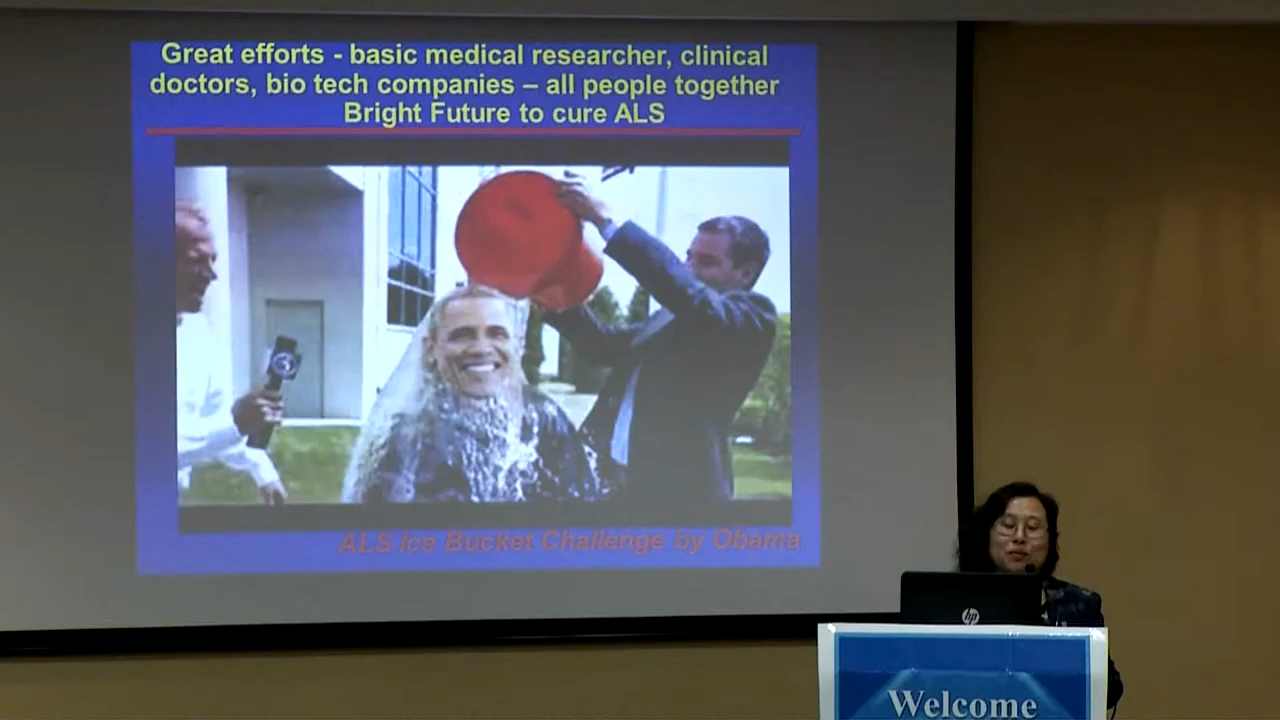 Great efforts - basic medical researcher, clinical
doctors, bio tech companies – all people together
Bright Future to cure ALS
ALS Ice Bucket Challenge by Obama
hp
Welcome